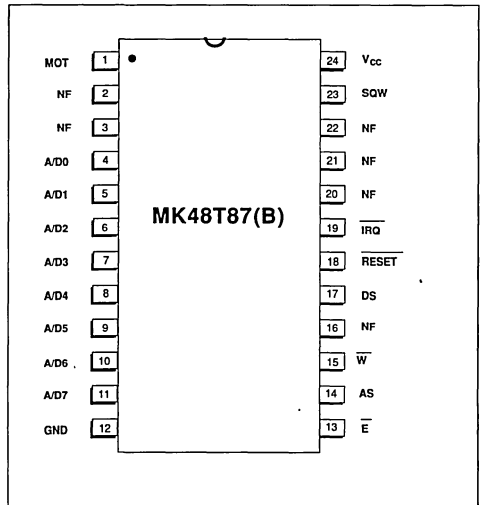 MOT 1 24 Vcc
NF 2 23 SQW
NF 3 22 NF
A/D0 4 21 NF
A/D1 5 20 NF
MK48T87(B)
A/D2 6 19 I̅R̅Q̅
A/D3 7 18 R̅E̅S̅E̅T̅
A/D4 8 17 DS
A/D5 9 16 NF
A/D6 10 15 W̅
A/D7 11 14 AS
GND 12 13 E̅